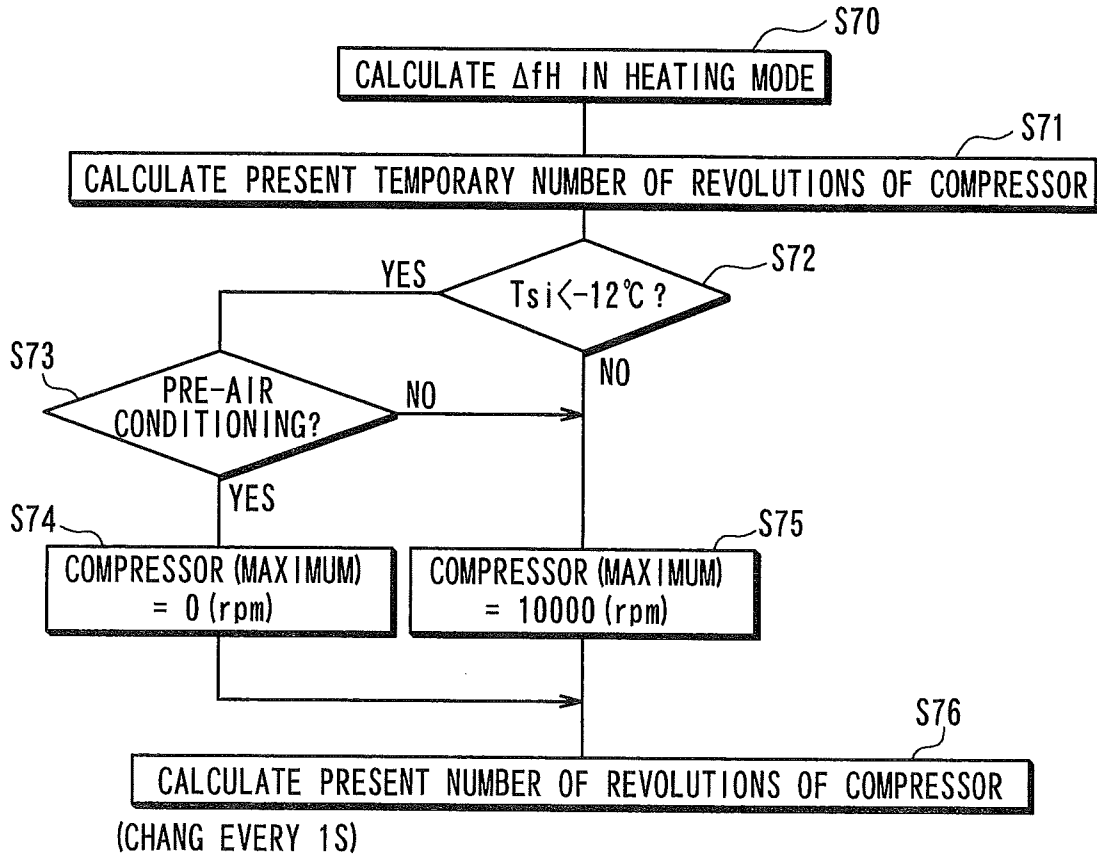 S70
CALCULATE ΔfH IN HEATING MODE
S71
CALCULATE PRESENT TEMPORARY NUMBER OF REVOLUTIONS OF COMPRESSOR
S72
Tsi<-12℃?
YES
NO
S73
PRE-AIR
CONDITIONING?
NO
YES
S74
COMPRESSOR (MAXIMUM)
= 0 (rpm)
S75
COMPRESSOR (MAXIMUM)
= 10000 (rpm)
S76
CALCULATE PRESENT NUMBER OF REVOLUTIONS OF COMPRESSOR
(CHANG EVERY 1S)